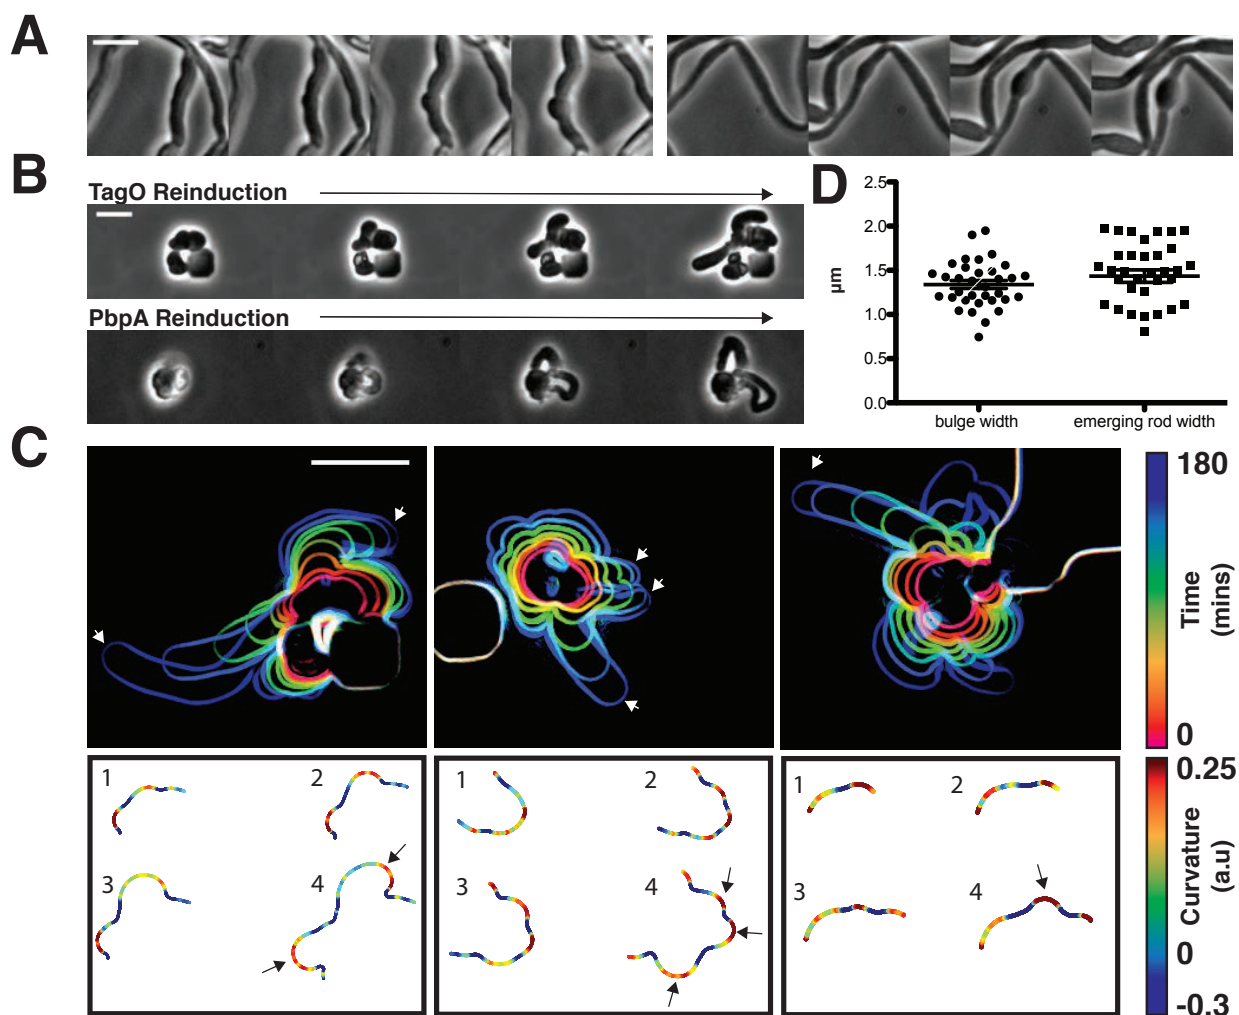 A
B
TagO Reinduction
PbpA Reinduction
D
2.5
2.0
1.5
1.0
0.5
0.0
µm
bulge width
emerging rod width
C
180
Time
(mins)
0
1
2
3
4
1
2
3
4
1
2
3
4
0.25
Curvature
(a.u)
0
-0.3